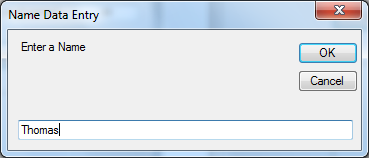 Name Data Entry
Enter a Name
OK
Cancel
Thomas